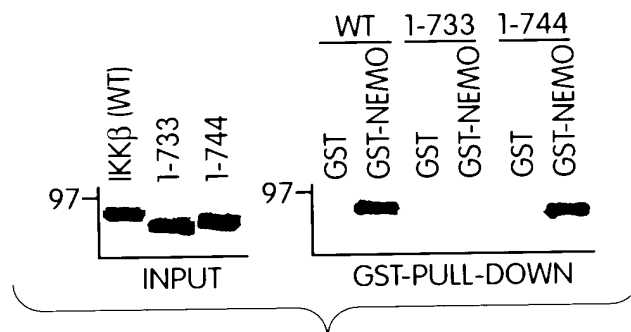 WT 1-733 1-744
IKKβ (WT)
1-733
1-744
GST
GST-NEMO
GST
GST-NEMO
GST
GST-NEMO
97
97
INPUT
GST-PULL-DOWN